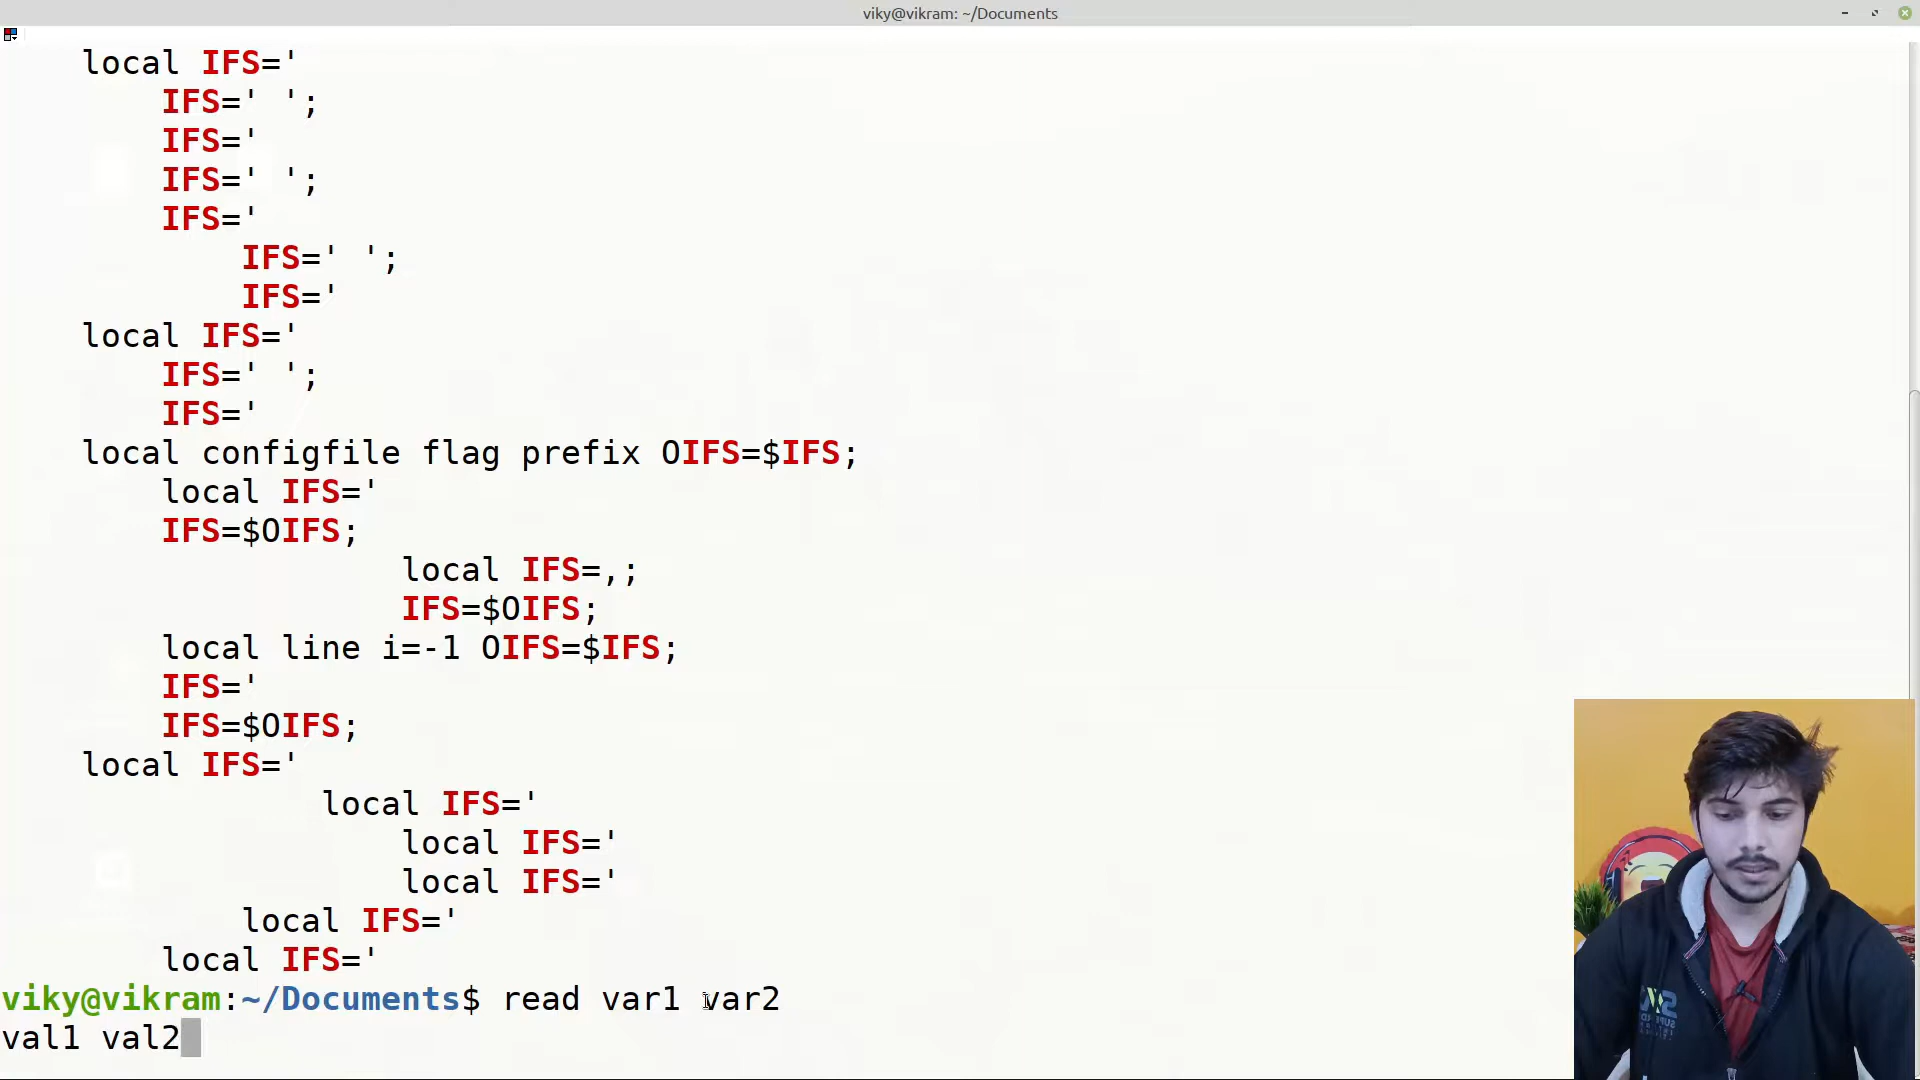 viky@vikram: ~/Documents
local IFS='
IFS=' ';
IFS='
IFS=' ';
IFS='
IFS=' ';
IFS='
local IFS='
IFS=' ';
IFS='
local configfile flag prefix OIFS=$IFS;
local IFS='
IFS=$OIFS;
local IFS=,;
IFS=$OIFS;
local line i=-1 OIFS=$IFS;
IFS='
IFS=$OIFS;
local IFS='
local IFS='
local IFS='
local IFS='
local IFS='
local IFS='
viky@vikram:~/Documents$ read var1 var2
val1 val2